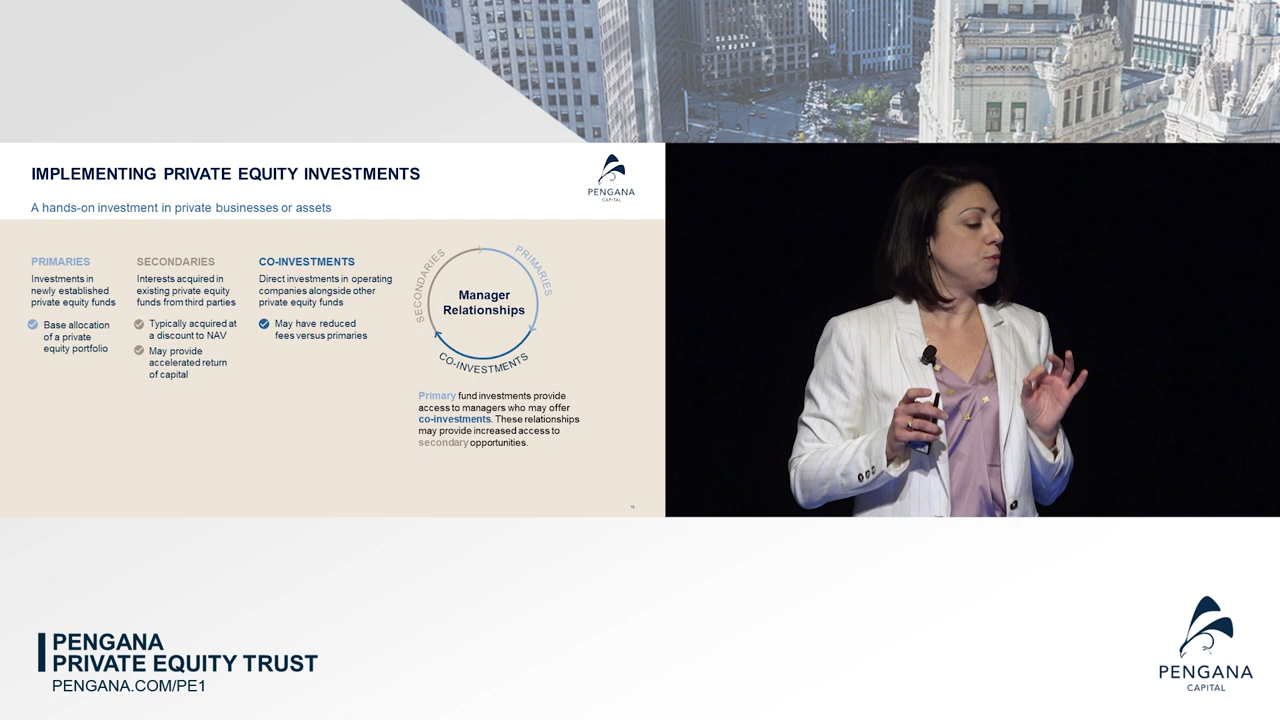 IMPLEMENTING PRIVATE EQUITY INVESTMENTS
A hands-on investment in private businesses or assets
PENGANA
CAPITAL
PRIMARIES
Investments in
newly established
private equity funds
Base allocation
of a private
equity portfolio
SECONDARIES
Interests acquired in
existing private equity
funds from third parties
Typically acquired at
a discount to NAV
May provide
accelerated return
of capital
CO-INVESTMENTS
Direct investments in operating
companies alongside other
private equity funds
May have reduced
fees versus primaries
SECONDARIES
PRIMARIES
Manager
Relationships
CO-INVESTMENTS
Primary fund investments provide
access to managers who may offer
co-investments. These relationships
may provide increased access to
secondary opportunities.
PENGANA
PRIVATE EQUITY TRUST
PENGANA.COM/PE1
PENGANA
CAPITAL